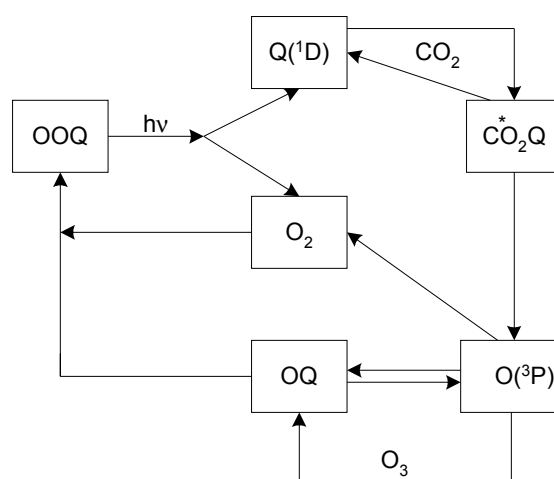 Q(¹D)
CO₂
OOQ
hν
*
CO₂Q
O₂
OQ
O(³P)
O₃